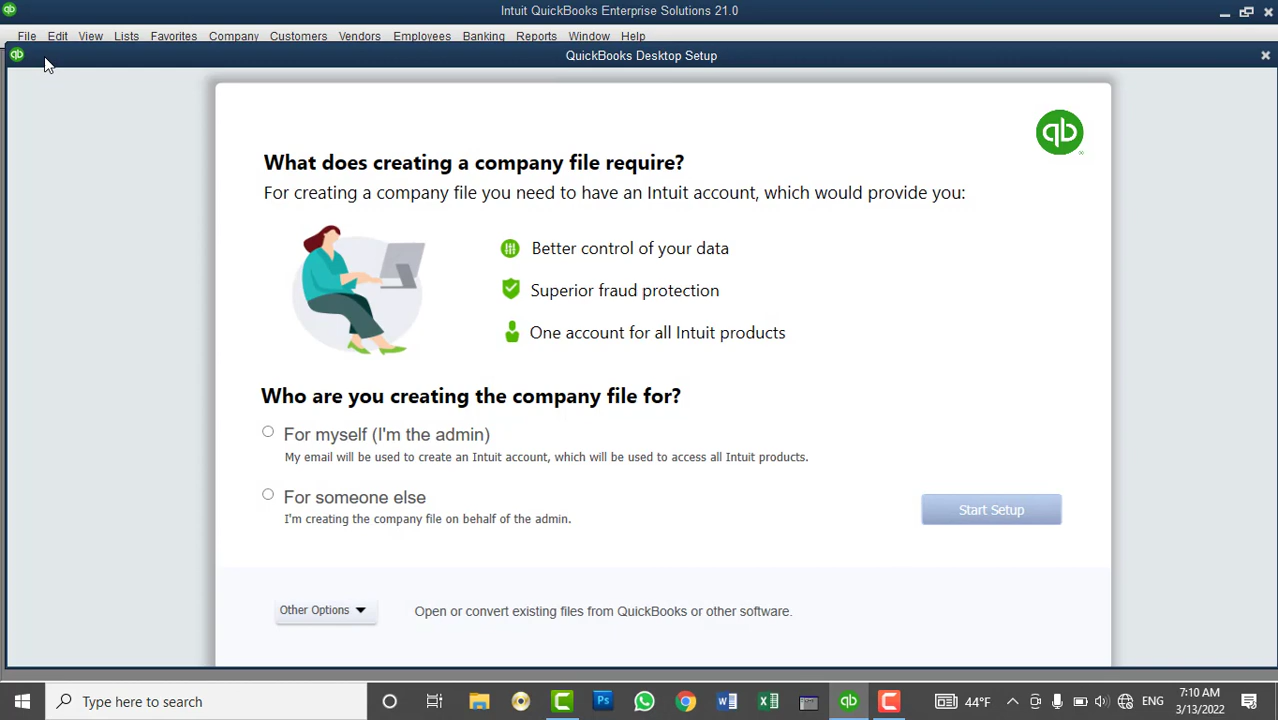 Intuit QuickBooks Enterprise Solutions 21.0
File Edit View Lists Favorites Company Customers Vendors Employees Banking Reports Window Help
qb QuickBooks Desktop Setup
qb
What does creating a company file require?
For creating a company file you need to have an Intuit account, which would provide you:
Better control of your data
Superior fraud protection
One account for all Intuit products
Who are you creating the company file for?
For myself (I'm the admin)
My email will be used to create an Intuit account, which will be used to access all Intuit products.
For someone else
I'm creating the company file on behalf of the admin.
Start Setup
Other Options Open or convert existing files from QuickBooks or other software.
Type here to search Ps qb 44°F ENG 7:10 AM
3/13/2022